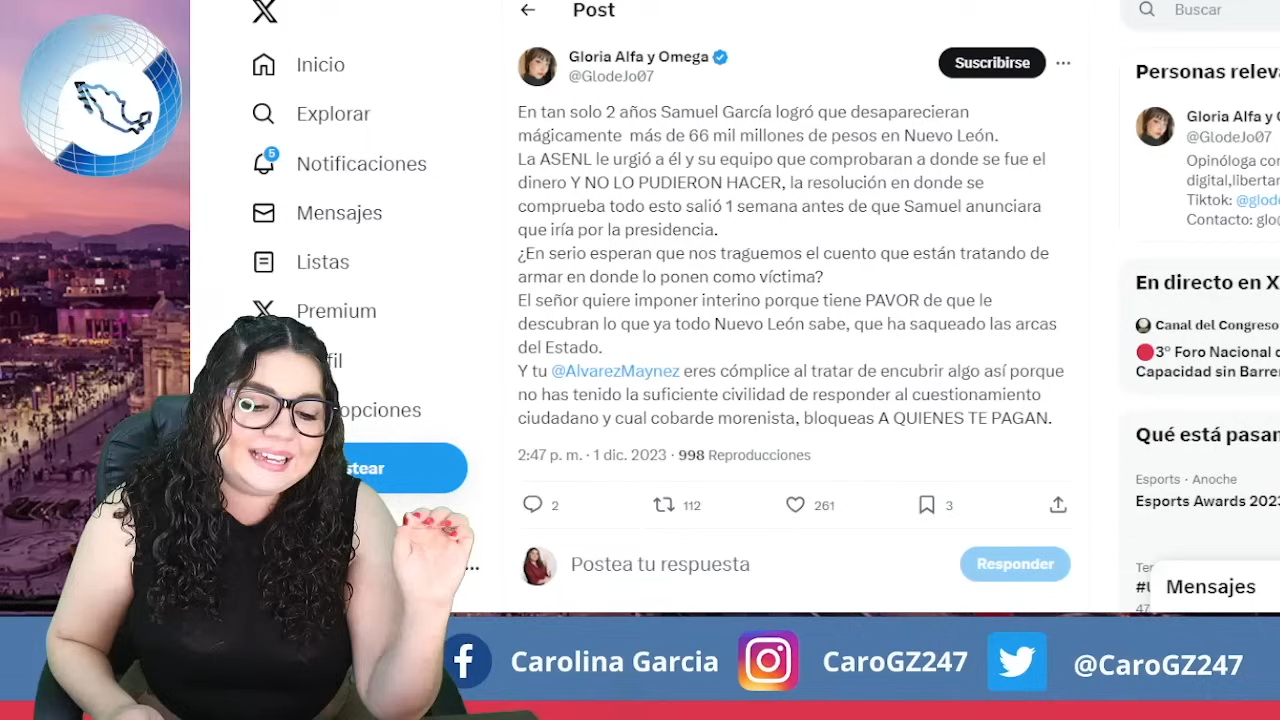 Inicio
Explorar
5
Notificaciones
Mensajes
Listas
Premium
fil
opciones
stear
...
Post
Gloria Alfa y Omega
@GlodeJo07
Suscribirse
En tan solo 2 años Samuel García logró que desaparecieran
mágicamente más de 66 mil millones de pesos en Nuevo León.
La ASENL le urgió a él y su equipo que comprobaran a donde se fue el
dinero Y NO LO PUDIERON HACER, la resolución en donde se
comprueba todo esto salió 1 semana antes de que Samuel anunciara
que iría por la presidencia.
¿En serio esperan que nos traguemos el cuento que están tratando de
armar en donde lo ponen como víctima?
El señor quiere imponer interino porque tiene PAVOR de que le
descubran lo que ya todo Nuevo León sabe, que ha saqueado las arcas
del Estado.
Y tu @AlvarezMaynez eres cómplice al tratar de encubrir algo así porque
no has tenido la suficiente civilidad de responder al cuestionamiento
ciudadano y cual cobarde morenista, bloqueas A QUIENES TE PAGAN.
2:47 p. m. · 1 dic. 2023 · 998 Reproducciones
2 112 261 3
Postea tu respuesta
Responder
Buscar
Personas releva
Gloria Alfa y O
@GlodeJo07
Opinóloga con
digital,libertar
Tiktok: @glode
Contacto: glo@
En directo en X
Canal del Congreso
3º Foro Nacional d
Capacidad sin Barrer
Qué está pasan
Esports · Anoche
Esports Awards 2023
Ter
#U
47
Mensajes
Carolina Garcia
CaroGZ247
@CaroGZ247